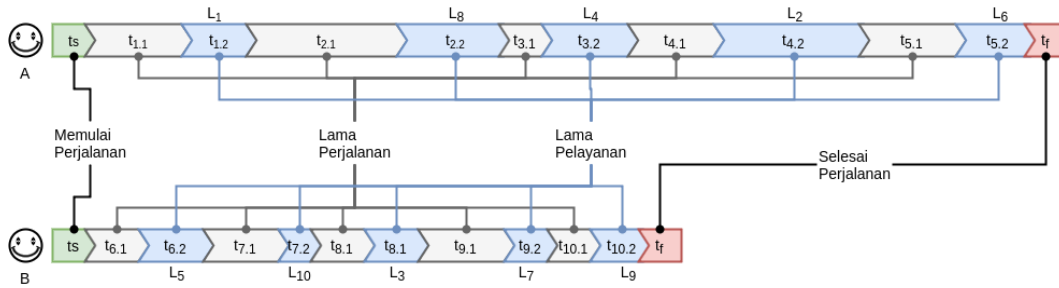 L1 L8 L4 L2 L6
ts t1.1 t1.2 t2.1 t2.2 t3.1 t3.2 t4.1 t4.2 t5.1 t5.2 tf
A
Memulai
Perjalanan
Lama
Perjalanan
Lama
Pelayanan
Selesai
Perjalanan
ts t6.1 t6.2 t7.1 t7.2 t8.1 t8.1 t9.1 t9.2 t10.1 t10.2 tf
B
L5 L10 L3 L7 L9